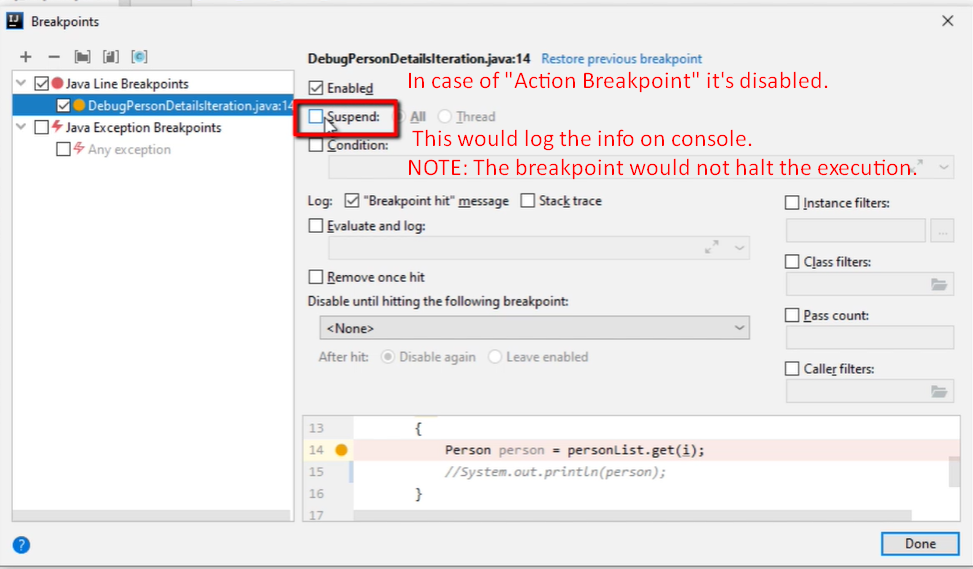 Breakpoints
DebugPersonDetailsIteration.java:14 Restore previous breakpoint
Java Line Breakpoints
DebugPersonDetailsIteration.java:14
Java Exception Breakpoints
Any exception
Enabled
In case of "Action Breakpoint" it's disabled.
Suspend: All Thread
This would log the info on console.
Condition:
NOTE: The breakpoint would not halt the execution.
Log: "Breakpoint hit" message Stack trace
Instance filters:
Evaluate and log:
...
Class filters:
Remove once hit
Disable until hitting the following breakpoint:
Pass count:
<None>
After hit: Disable again Leave enabled
Caller filters:
13 {
14 Person person = personList.get(i);
15 //System.out.println(person);
16 }
17
? Done